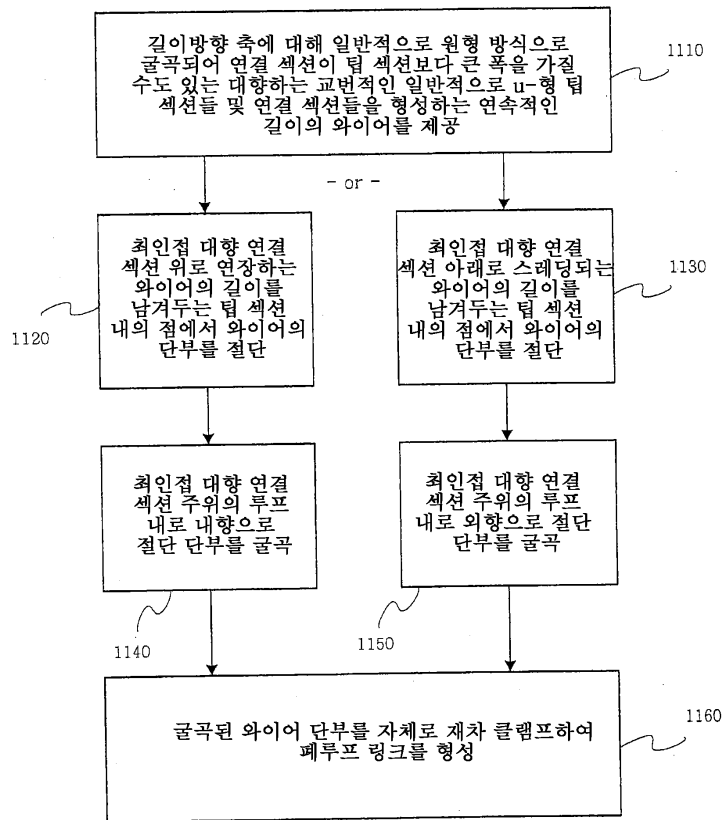 길이방향 축에 대해 일반적으로 원형 방식으로
굴곡되어 연결 섹션이 팁 섹션보다 큰 폭을 가질
수도 있는 대향하는 교번적인 일반적으로 u-형 팁
섹션들 및 연결 섹션들을 형성하는 연속적인
길이의 와이어를 제공
1110
- or -
최인접 대향 연결
섹션 위로 연장하는
와이어의 길이를
남겨두는 팁 섹션
내의 점에서 와이어의
단부를 절단
1120
최인접 대향 연결
섹션 아래로 스레딩되는
와이어의 길이를
남겨두는 팁 섹션
내의 점에서 와이어의
단부를 절단
1130
최인접 대향 연결
섹션 주위의 루프
내로 내향으로
절단 단부를 굴곡
1140
최인접 대향 연결
섹션 주위의 루프
내로 외향으로 절단
단부를 굴곡
1150
굴곡된 와이어 단부를 자체로 재차 클램프하여
폐루프 링크를 형성
1160